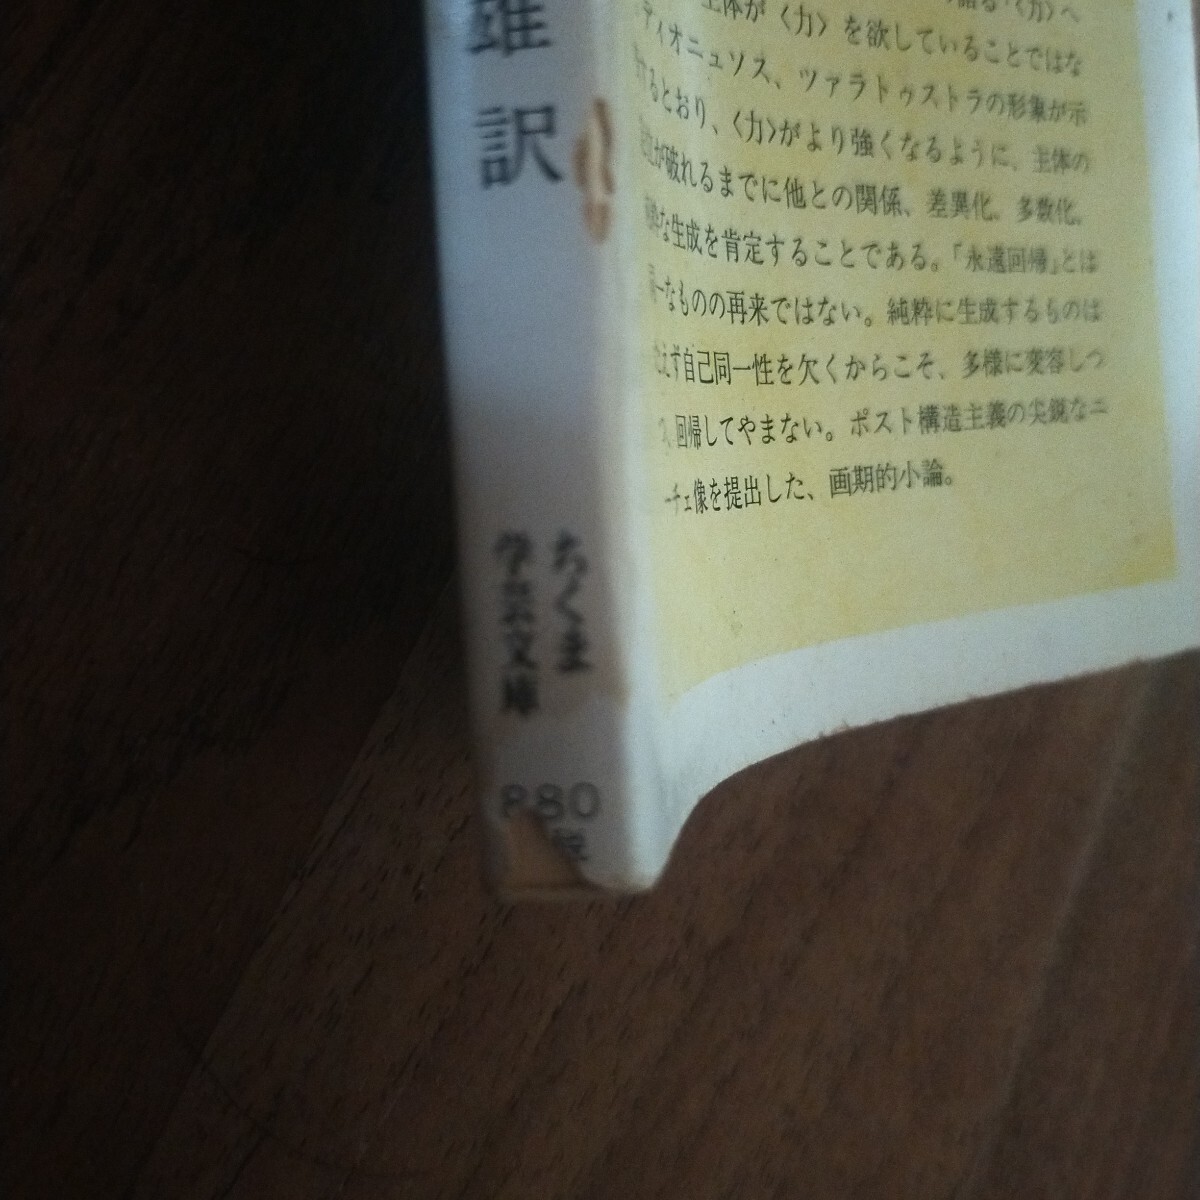 雄訳
ちくま
学芸文庫
880
主体が〈力〉を欲していることではな
ディオニュソス、ツァラトゥストラの形象が示
するとおり、〈力〉がより強くなるように、主体の
が破れるまでに他との関係、差異化、多数化、
な生成を肯定することである。「永遠回帰」とは
一なものの再来ではない。純粋に生成するものは
えず自己同一性を欠くからこそ、多様に変容しつ
つ、回帰してやまない。ポスト構造主義の尖鋭なニ
ーチェ像を提出した、画期的小論。